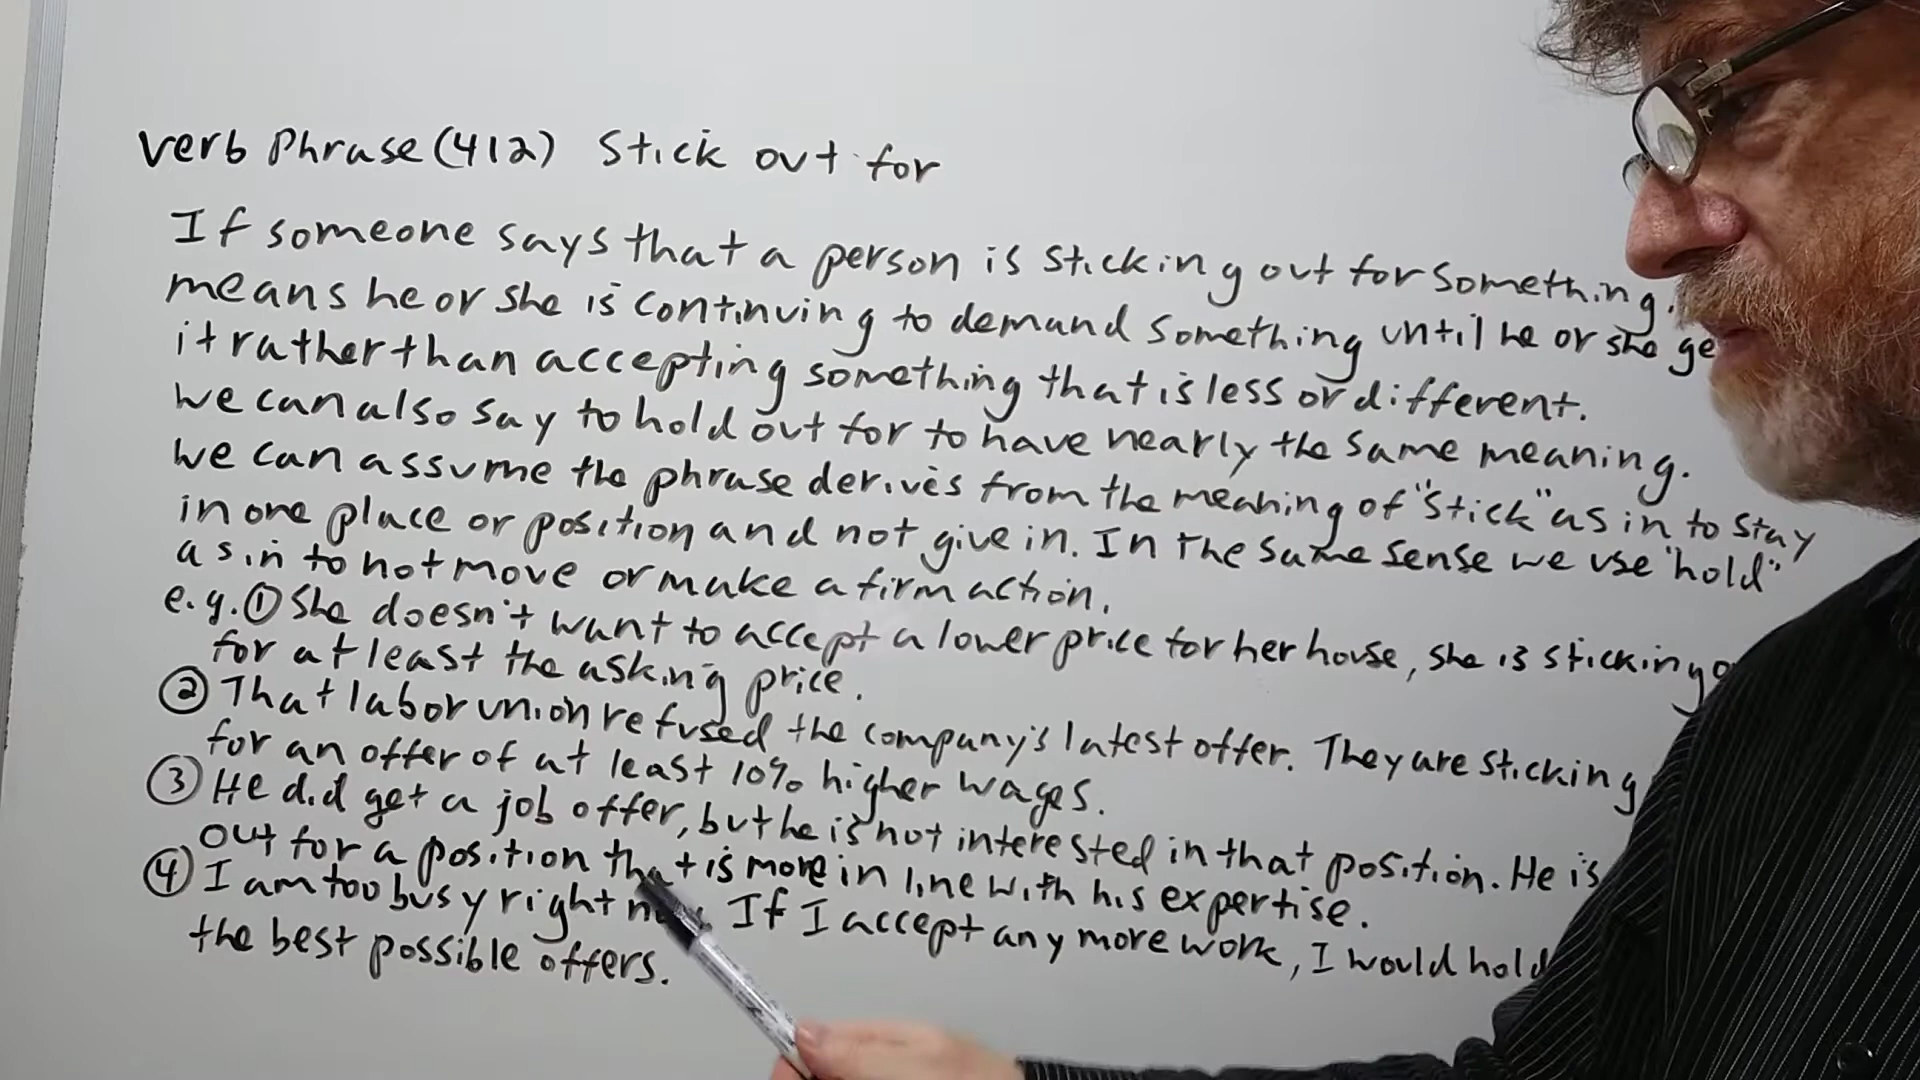 Verb Phrase (412) Stick out for
If someone says that a person is sticking out for something.
means he or she is continuing to demand something until he or she
it rather than accepting something that is less or different.
we can also say to hold out for to have nearly the same meaning.
we can assume the phrase derives from the meaning of "stick" as in to stay
in one place or position and not give in. In the same sense we use "hold"
as in to not move or make a firm action.
e.g. ① She doesn't want to accept a lower price for her house, she is sticking
for at least the asking price.
② That labor union refused the company's latest offer. They are sticking
for an offer of at least 10% higher wages.
③ He did get a job offer, but he is not interested in that position. He is
out for a position that is more in line with his expertise.
④ I am too busy right If I accept any more work, I would hold
the best possible offers.